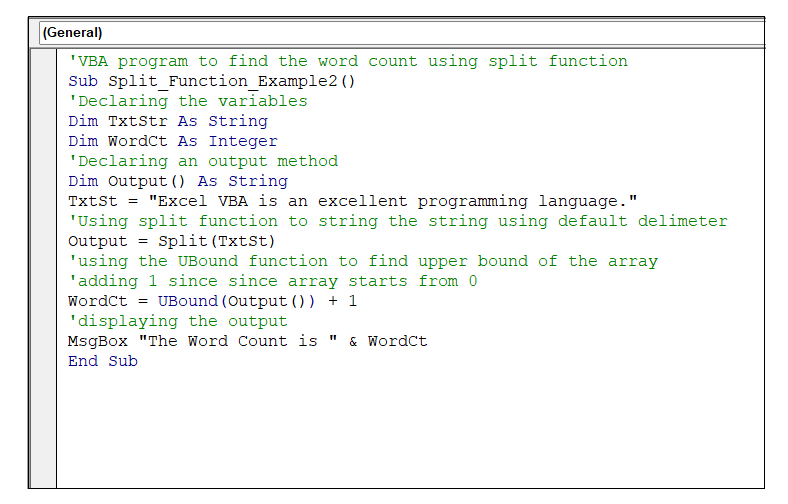 (General)
'VBA program to find the word count using split function
Sub Split_Function_Example2()
'Declaring the variables
Dim TxtStr As String
Dim WordCt As Integer
'Declaring an output method
Dim Output() As String
TxtSt = "Excel VBA is an excellent programming language."
'Using split function to string the string using default delimeter
Output = Split(TxtSt)
'using the UBound function to find upper bound of the array
'adding 1 since since array starts from 0
WordCt = UBound(Output()) + 1
'displaying the output
MsgBox "The Word Count is " & WordCt
End Sub